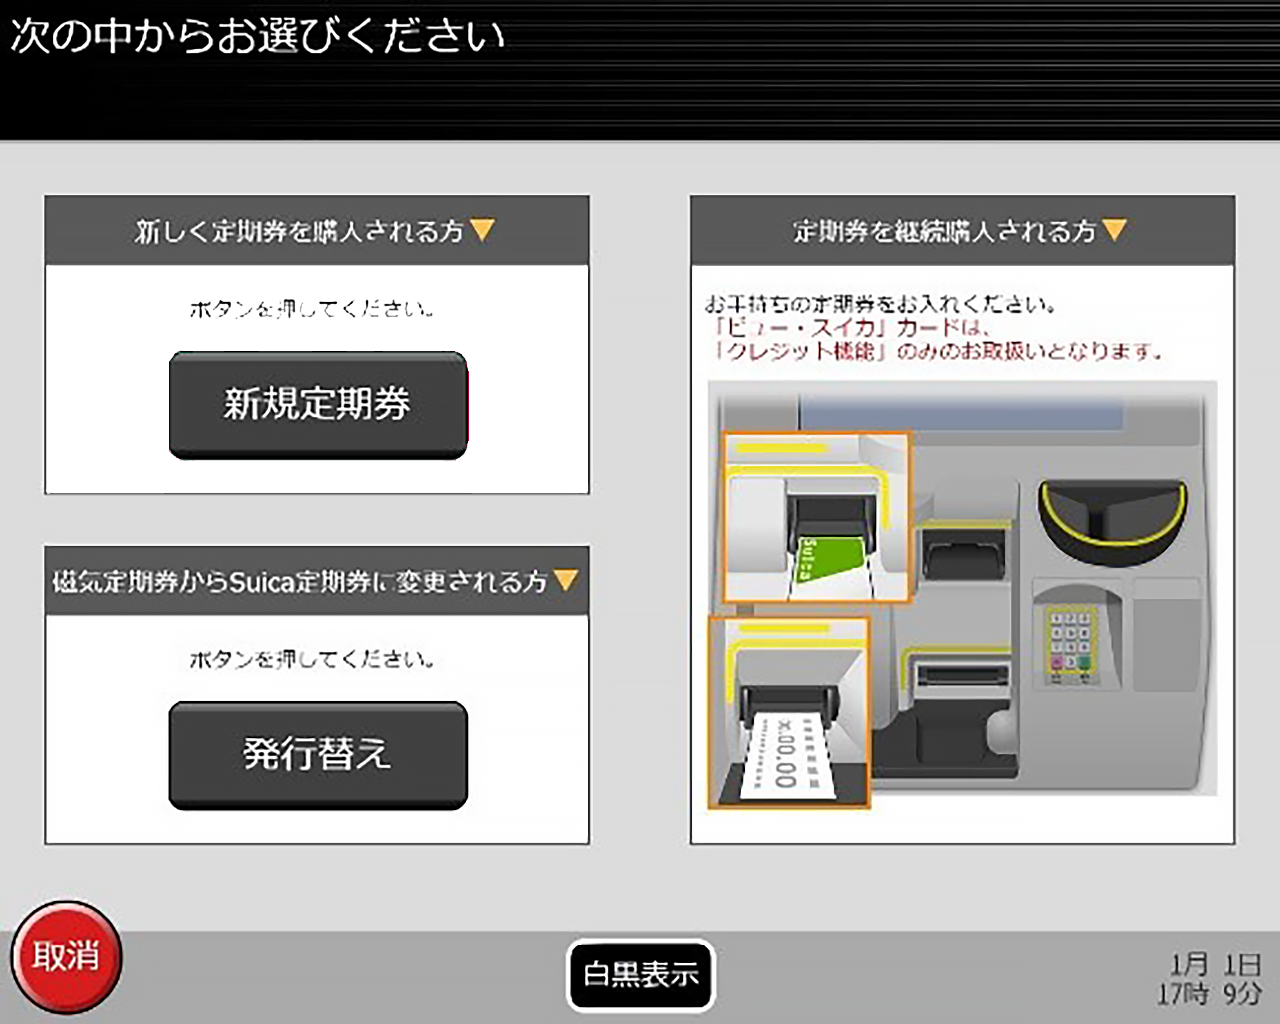 次の中からお選びください
新しく定期券を購入される方▼
ボタンを押してください。
新規定期券
磁気定期券からSuica定期券に変更される方▼
ボタンを押してください。
発行替え
定期券を継続購入される方▼
お手持ちの定期券をお入れください。
「ビュー・スイカ」カードは、
「クレジット機能」のみのお取扱いとなります。
Suica
取消
白黒表示
1月 1日
17時 9分